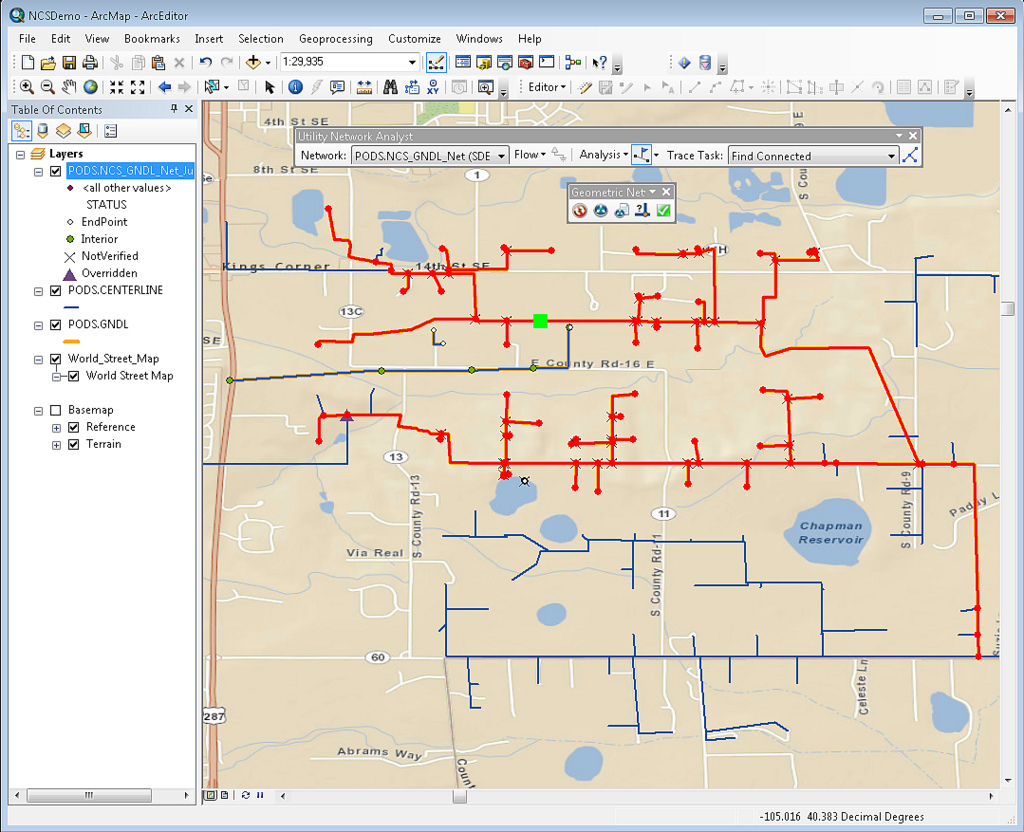 NCSDemo - ArcMap - ArcEditor
File Edit View Bookmarks Insert Selection Geoprocessing Customize Windows Help
1:29,935
Editor
Table Of Contents
Layers
PODS.NCS_GNDL_Net_Ju
<all other values>
STATUS
EndPoint
Interior
NotVerified
Overridden
PODS.CENTERLINE
PODS.GNDL
World_Street_Map
World Street Map
Basemap
Reference
Terrain
Utility Network Analyst
Network: PODS.NCS_GNDL_Net (SDE Flow Analysis Trace Task: Find Connected
Geometric Net
4th St SE
8th St SE
1
S Cou
E
Kings Corner
14th St SE
H
13C
SE
E County Rd-16 E
13
S County Rd-13
11
S County Rd-11
S County Rd-9
Paddy L
Chapman
Reservoir
Via Real
60
Suzie Ln
Celeste Ln
287
Abrams Way
Count
-105.016 40.383 Decimal Degrees